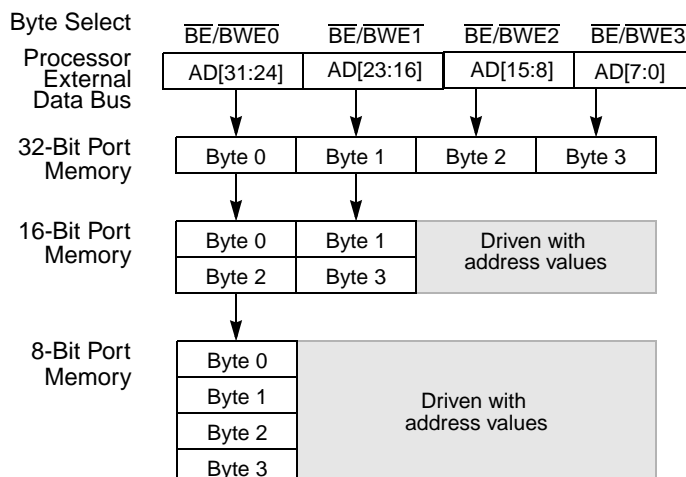 Byte Select BE/BWE0 BE/BWE1 BE/BWE2 BE/BWE3
Processor
External
Data Bus
AD[31:24] AD[23:16] AD[15:8] AD[7:0]
32-Bit Port
Memory
Byte 0 Byte 1 Byte 2 Byte 3
16-Bit Port
Memory
Byte 0 Byte 1
Byte 2 Byte 3
Driven with
address values
8-Bit Port
Memory
Byte 0
Byte 1
Byte 2
Byte 3
Driven with
address values